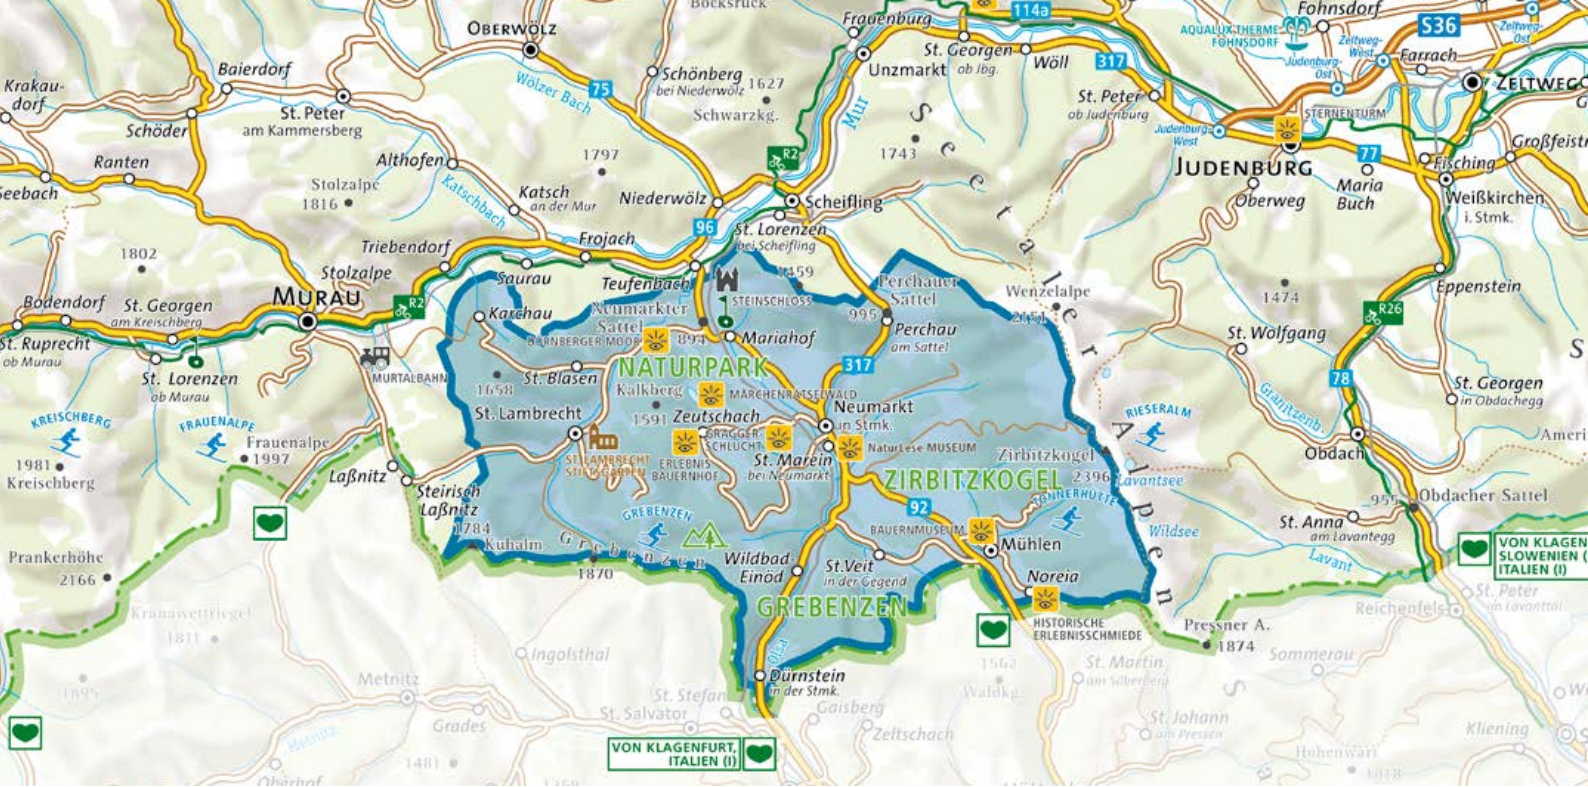 Bocksruck
OBERWÖLZ
Frauenburg
114a
Fohnsdorf
S36
AQUALUX THERME
FOHNSDORF
Zeltweg-
West
Zeltweg-
Ost
Judenburg-
Ost
Farrach
ZELTWEG
St. Georgen
ob Jbg.
Wöll
317
Unzmarkt
Baierdorf
Krakau-
dorf
Schönberg
bei Niederwölz
1627
Schwarzkg.
75
Wölzer Bach
St. Peter
am Kammersberg
Schöder
Mur
St. Peter
ob Judenburg
STERNENTURM
Judenburg-
West
JUDENBURG
77
Großfeistr
Fisching
Ranten
Althofen
1797
R2
1743
Seetaler Alpen
Maria
Buch
Weißkirchen
i. Stmk.
Oberweg
Seebach
Stolzalpe
1816
Katschbach
Katsch
an der Mur
Niederwölz
Scheifling
96
St. Lorenzen
bei Scheifling
Triebendorf
Frojach
1802
Stolzalpe
Saurau
Teufenbach
1459
Perchauer
Sattel
995
Wenzelalpe
2151
1474
Eppenstein
MURAU
R2
Bodendorf
St. Georgen
am Kreischberg
Karchau
Neumarkter
Sattel
894
STEINSCHLOSS
Perchau
am Sattel
R26
St. Ruprecht
ob Murau
St. Lorenzen
ob Murau
MURTALBAHN
DÜRNBERGER MOOR
Mariahof
St. Wolfgang
S
NATURPARK
317
78
1658
St. Blasen
Kalkberg
1591
MÄRCHENRÄTSELWALD
Granitzenb.
St. Georgen
in Obdachegg
KREISCHBERG
FRAUENALPE
St. Lambrecht
Zeutschach
Neumarkt
in Stmk.
RIESERALM
GRAGGER-
SCHLUCHT
NaturLese MUSEUM
Ameri
Frauenalpe
1997
1981
Kreischberg
ST. LAMBRECHT
STIFTSGARTEN
ERLEBNIS
BAUERNHOF
St. Marein
bei Neumarkt
Zirbitzkogel
2396
Obdach
Laßnitz
ZIRBITZKOGEL
Lavantsee
Steirisch
Laßnitz
TONNERHÜTTE
955
Obdacher Sattel
92
GREBENZEN
1784
Kuhalm
Grebenzen
1870
BAUERNMUSEUM
Mühlen
Wildsee
St. Anna
am Lavantegg
Lavant
VON KLAGEN
SLOWENIEN (
ITALIEN (I)
Prankerhöhe
2166
Wildbad
Einöd
St.Veit
in der Gegend
Noreia
St. Peter
im Lavanttal
Reichenfels
GREBENZEN
Kranawettriegel
1811
HISTORISCHE
ERLEBNISSCHMIEDE
Pressner A.
1874
Ingolsthal
Olsa
1562
Waldkg.
St. Martin
am Silberberg
Sommerau
1895
Metnitz
Dürnstein
in der Stmk.
St. Stefan
St. Salvator
Gaisberg
Grades
Zeltschach
St. Johann
am Pressen
Kliening
Metnitz
VON KLAGENFURT,
ITALIEN (I)
Hohenwart
1818
1481
Oberhof